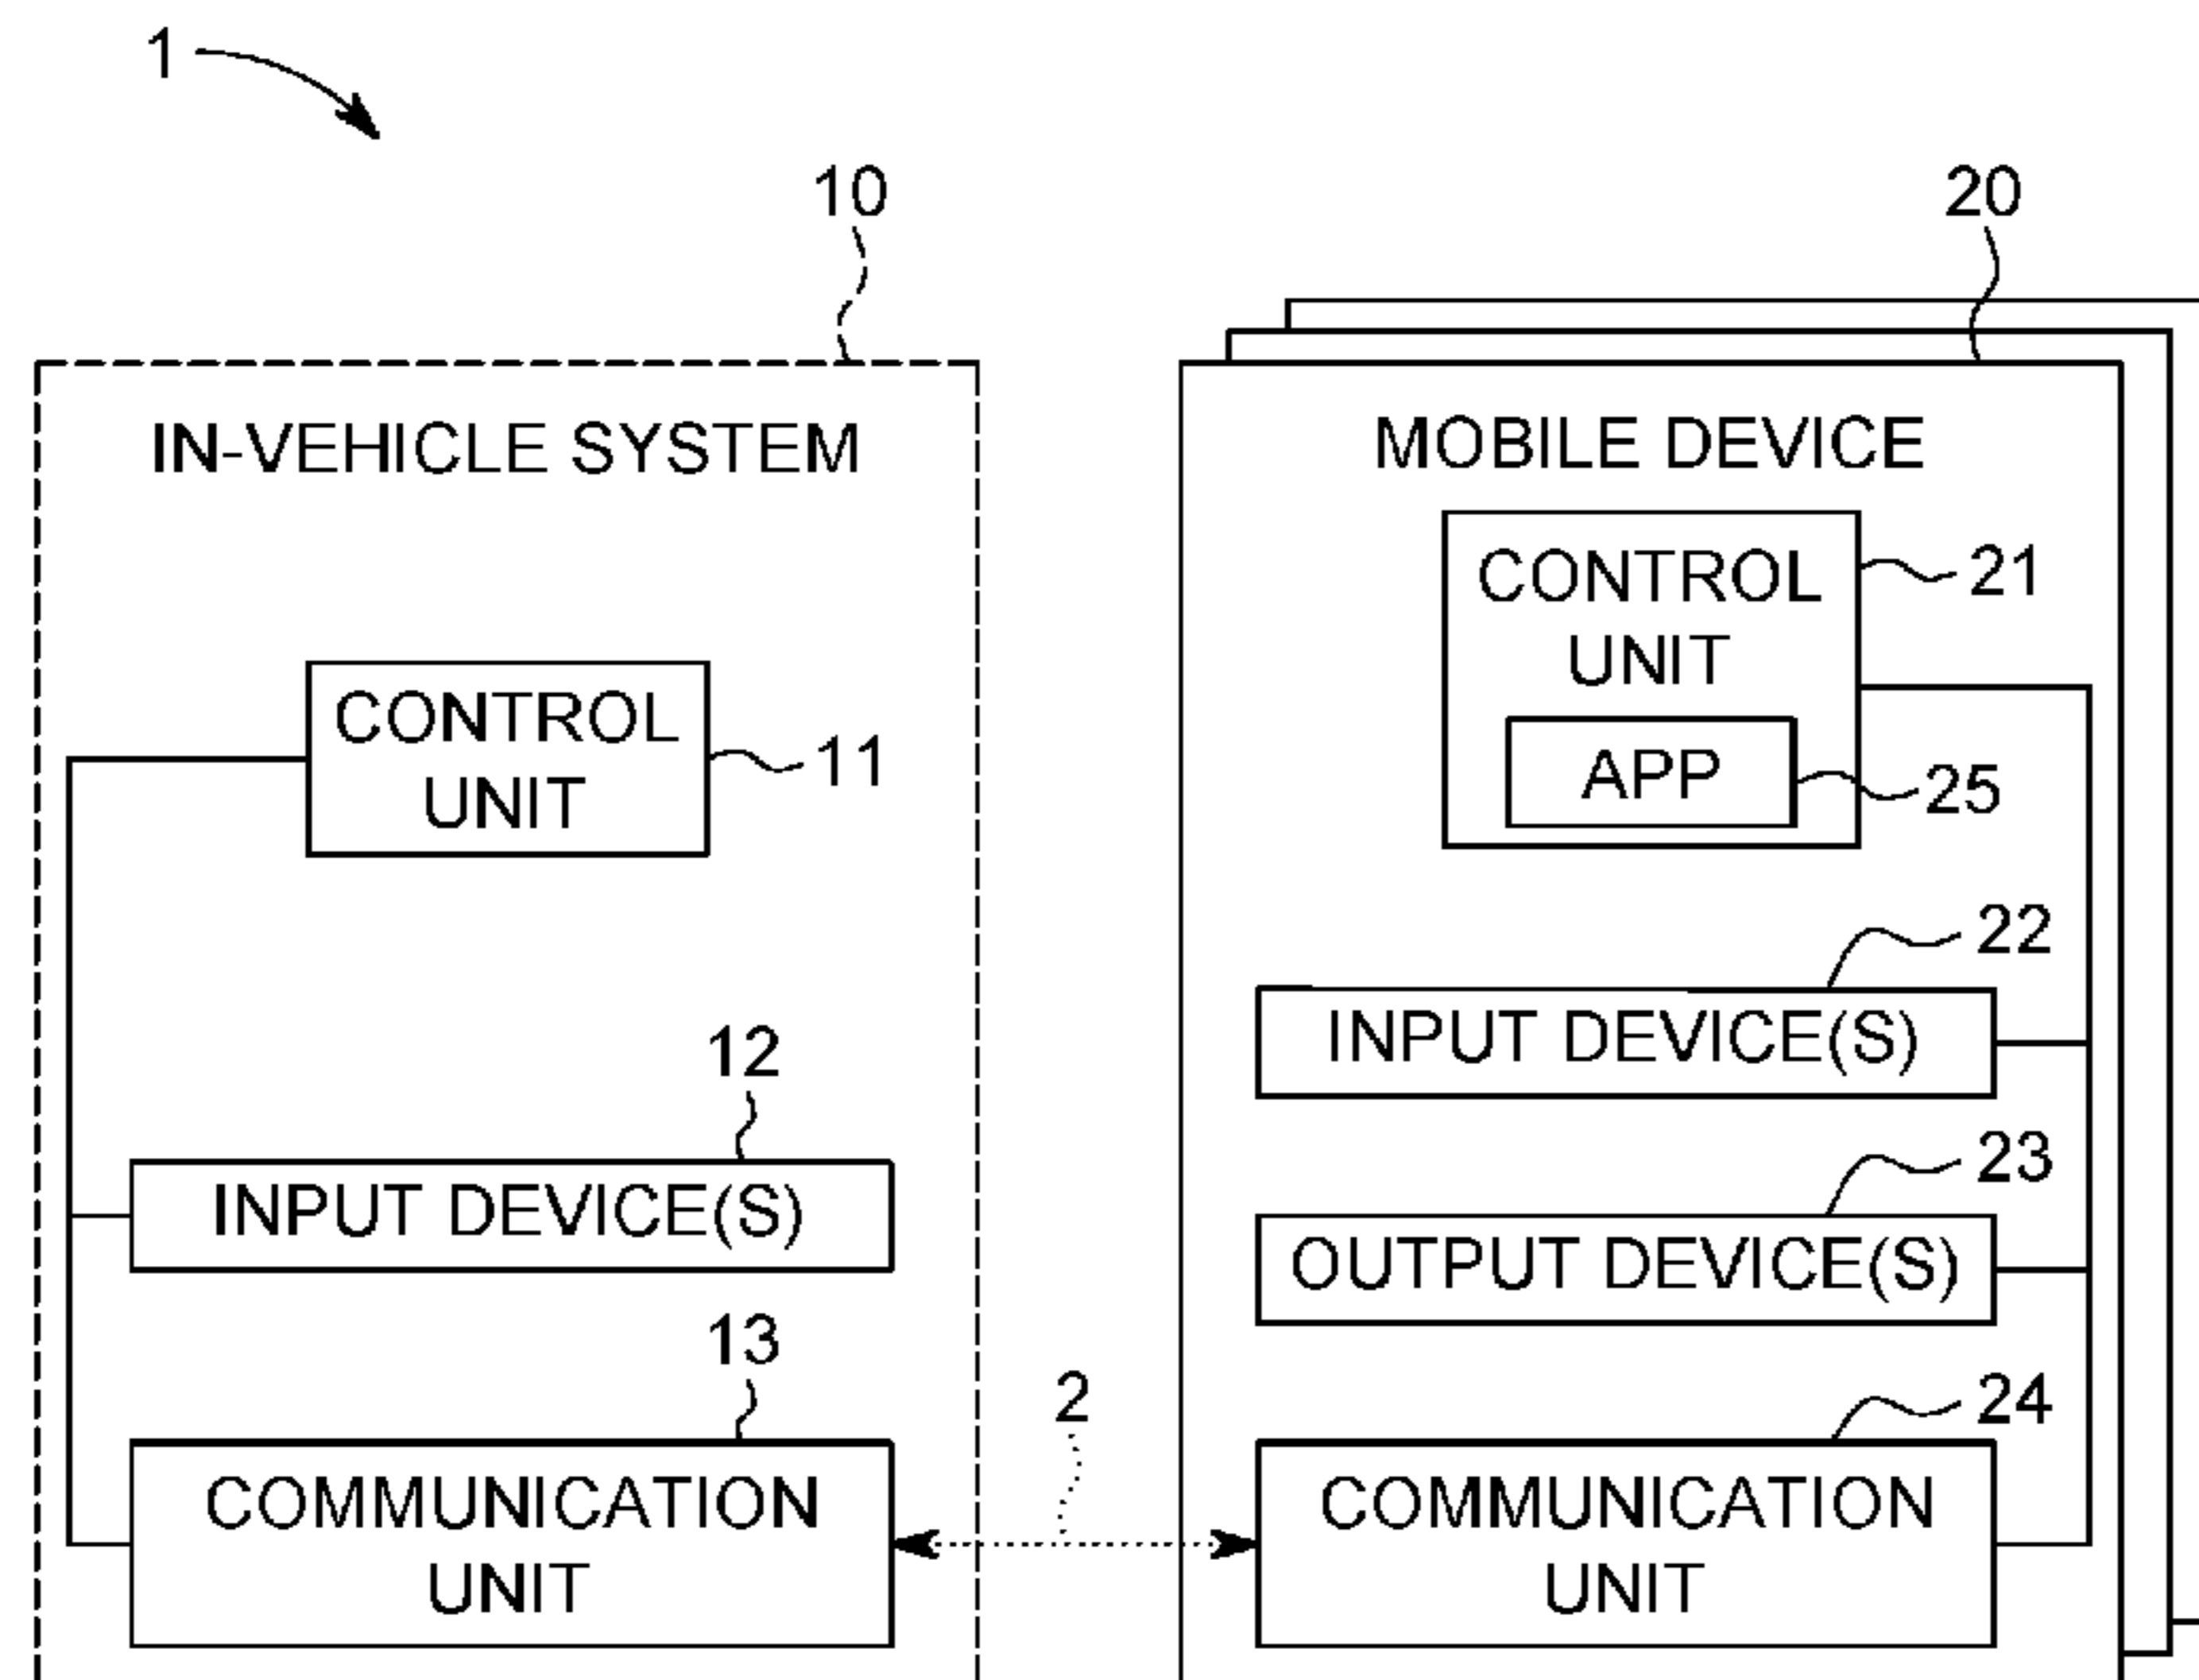 1
10
20
IN-VEHICLE SYSTEM
CONTROL
UNIT
11
12
INPUT DEVICE(S)
13
COMMUNICATION
UNIT
2
MOBILE DEVICE
CONTROL
UNIT
21
APP
25
22
INPUT DEVICE(S)
23
OUTPUT DEVICE(S)
24
COMMUNICATION
UNIT